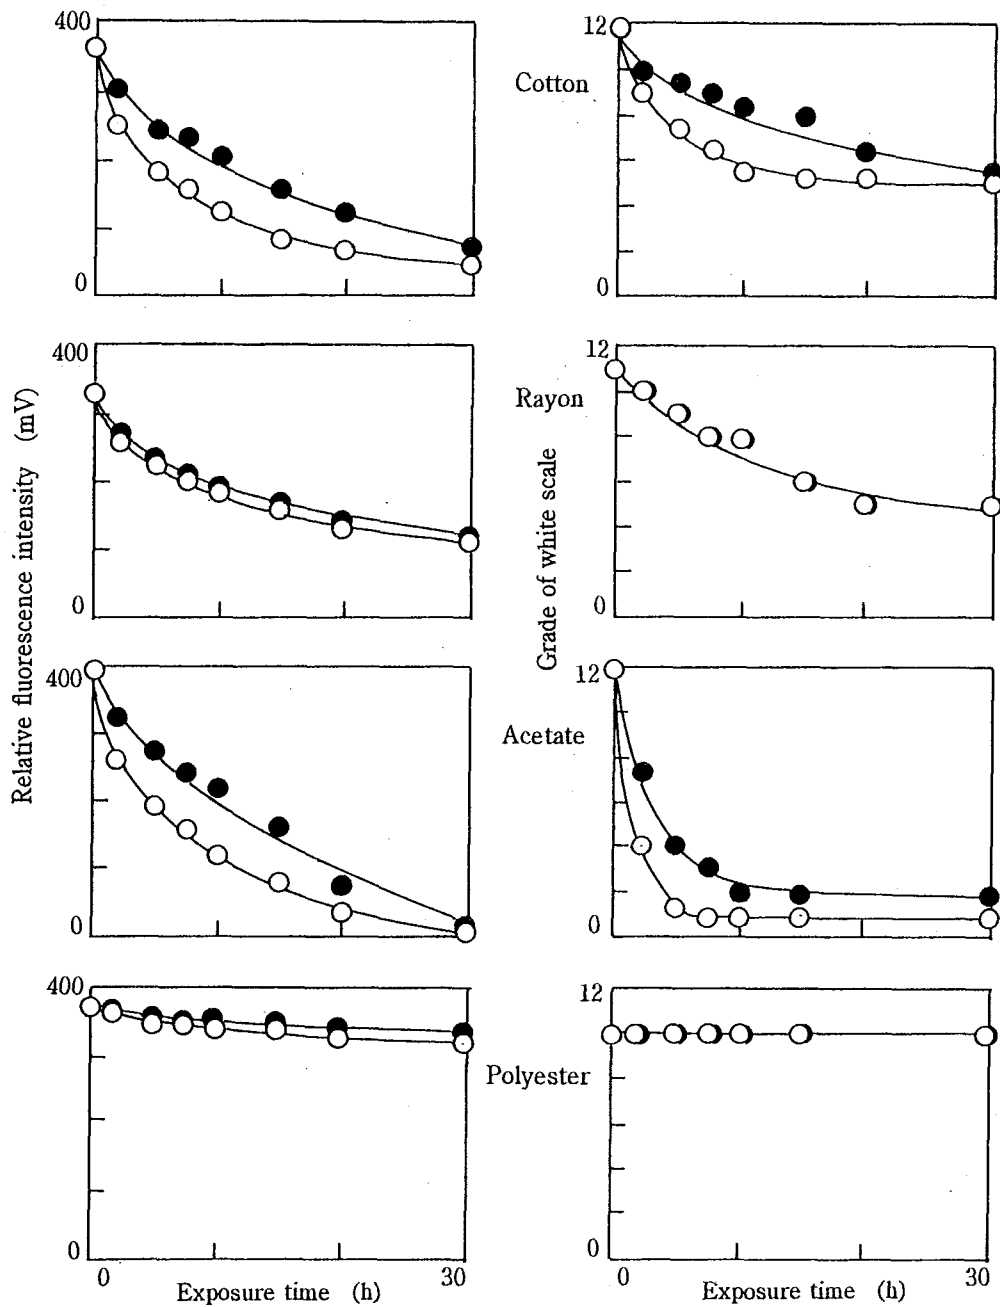 400
0
Cotton
12
0
400
0
Rayon
12
0
400
0
Acetate
12
0
400
0
Polyester
12
0
Relative fluorescence intensity (mV)
Grade of white scale
0
30
Exposure time (h)
0
30
Exposure time (h)